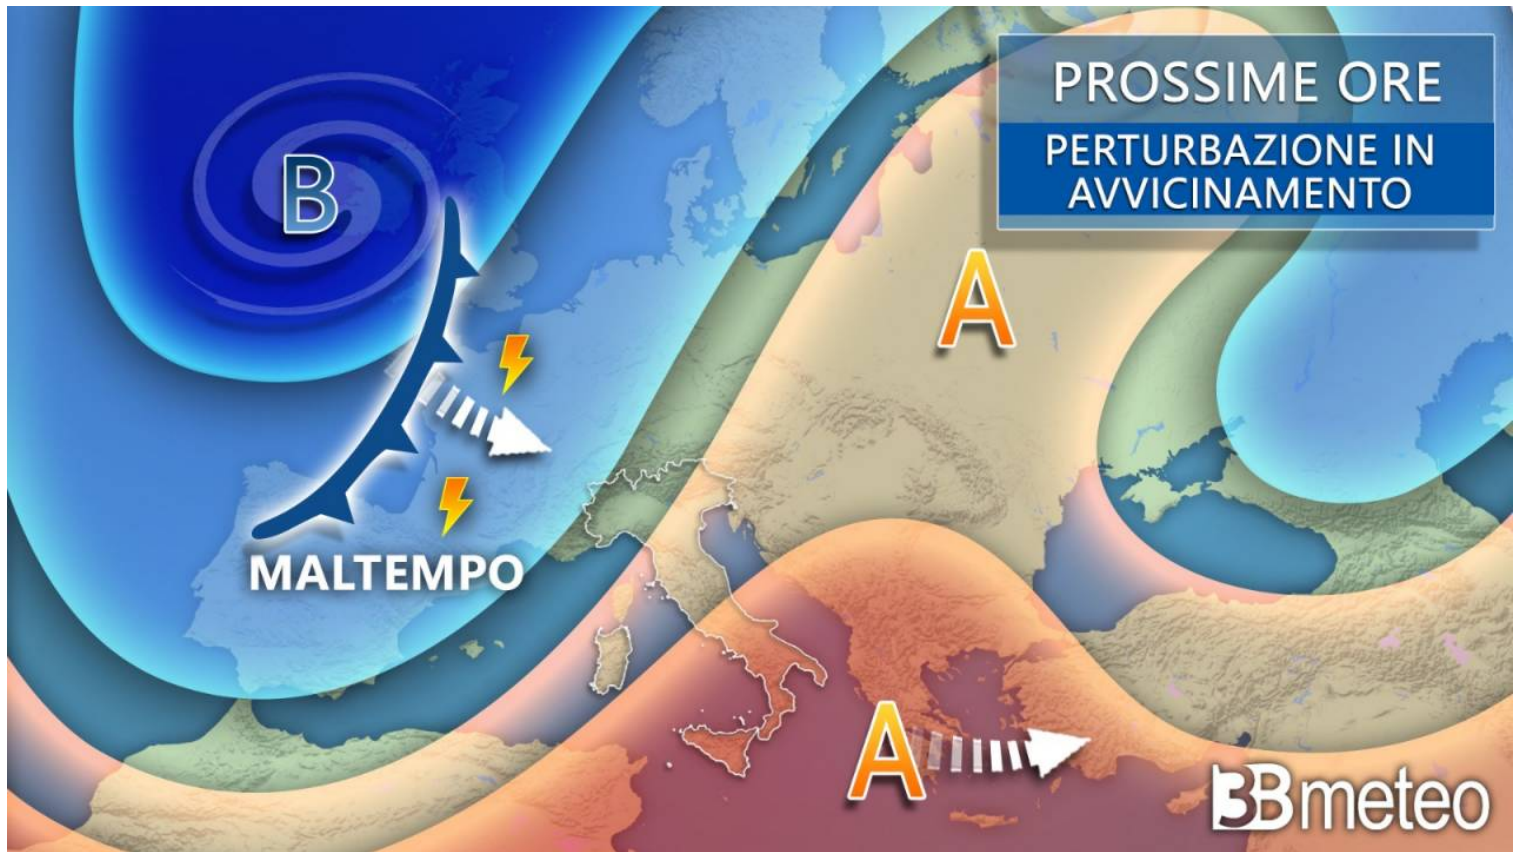 PROSSIME ORE
PERTURBAZIONE IN
AVVICINAMENTO
B
A
MALTEMPO
A
3Bmeteo